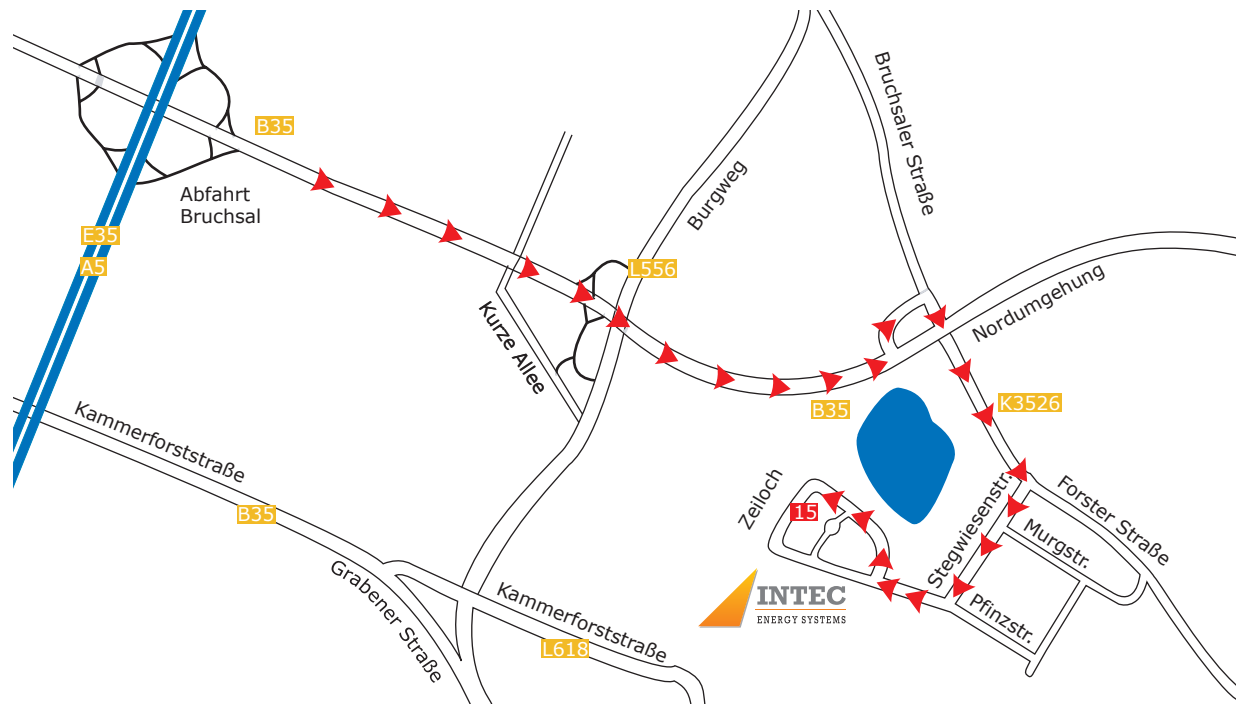 B35
Abfahrt
Bruchsal
E35
A5
Burgweg
L556
Bruchsaler Straße
Nordumgehung
Kurze Allee
B35
K3526
Kammerforststraße
B35
Zeiloch
15
Stegwiesenstr.
Forster Straße
Murgstr.
Pfinzstr.
INTEC
ENERGY SYSTEMS
Grabener Straße
Kammerforststraße
L618